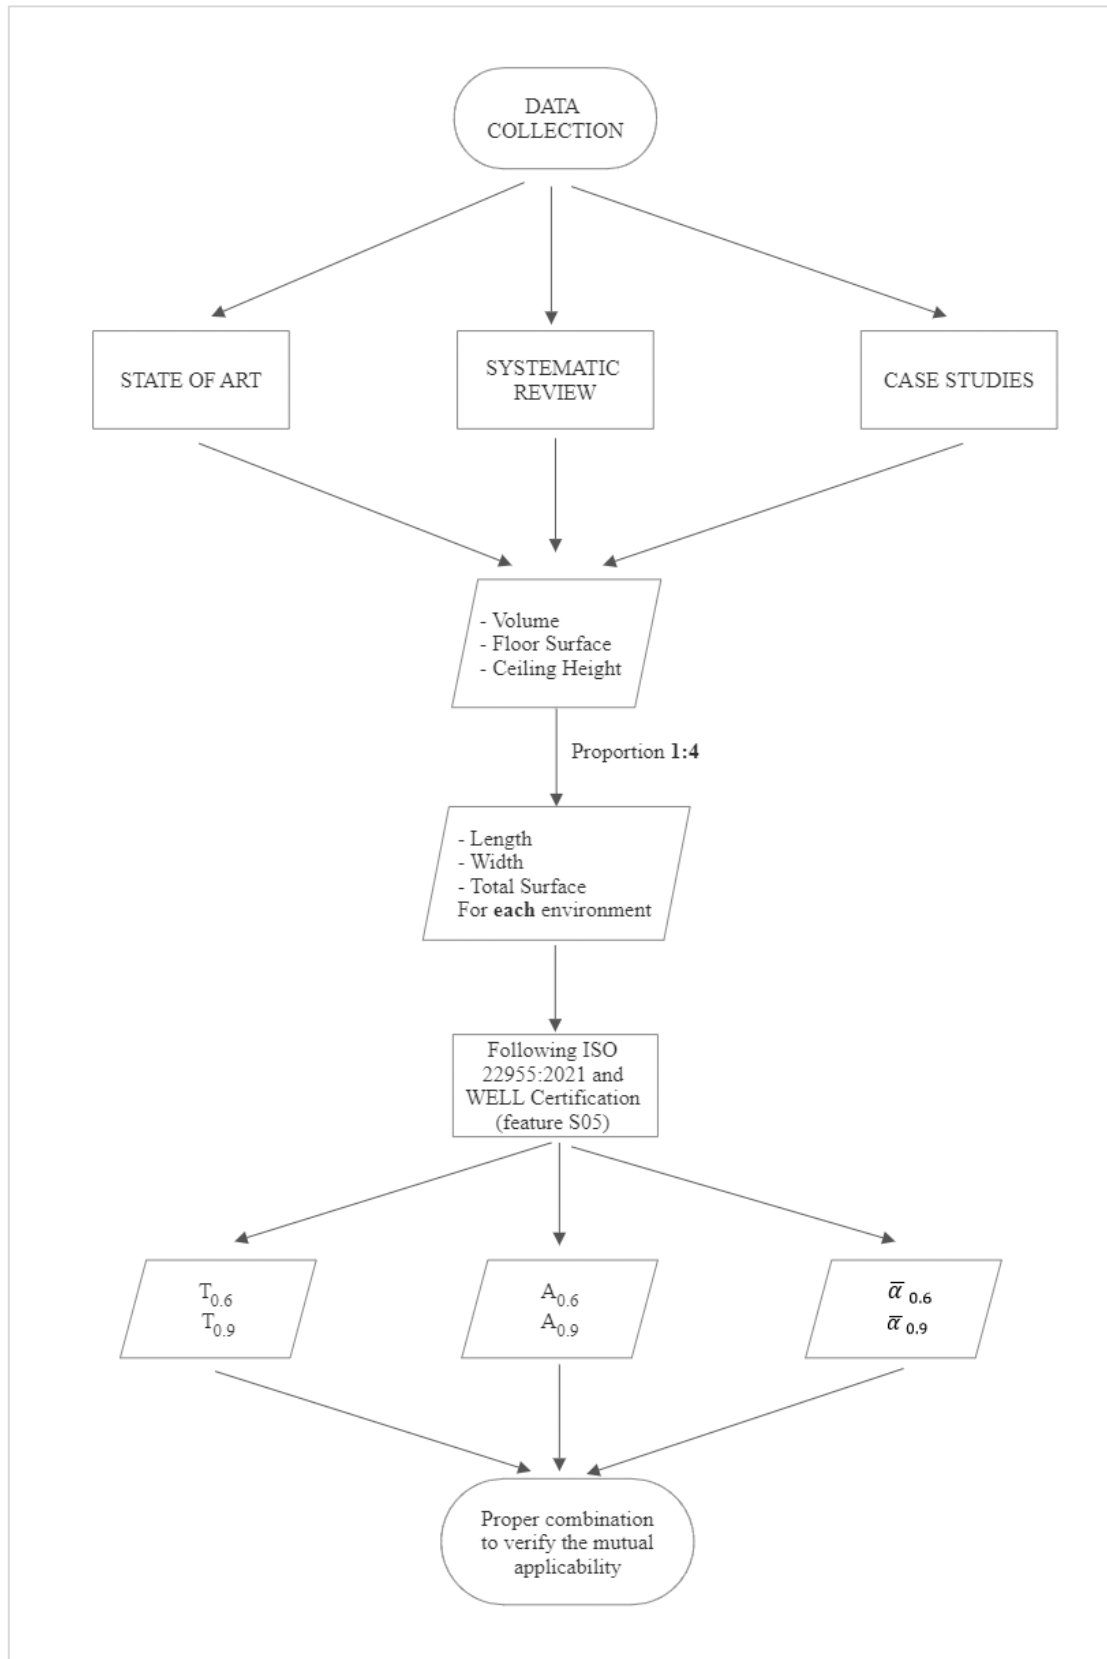 DATA
COLLECTION
STATE OF ART
SYSTEMATIC
REVIEW
CASE STUDIES
- Volume
- Floor Surface
- Ceiling Height
Proportion 1:4
- Length
- Width
- Total Surface
For each environment
Following ISO
22955:2021 and
WELL Certification
(feature S05)
T0.6
T0.9
A0.6
A0.9
α̅ 0.6
α̅ 0.9
Proper combination
to verify the mutual
applicability